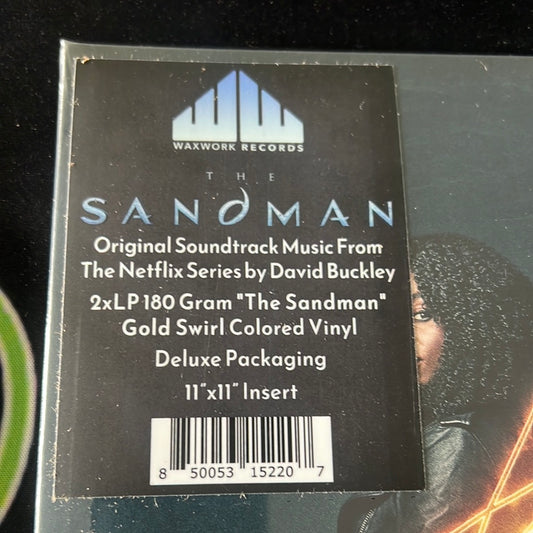 WAXWORK RECORDS
THE
SANDMAN
Original Soundtrack Music From
The Netflix Series by David Buckley
2xLP 180 Gram "The Sandman"
Gold Swirl Colored Vinyl
Deluxe Packaging
11"x11" Insert
8 50053 15220 7